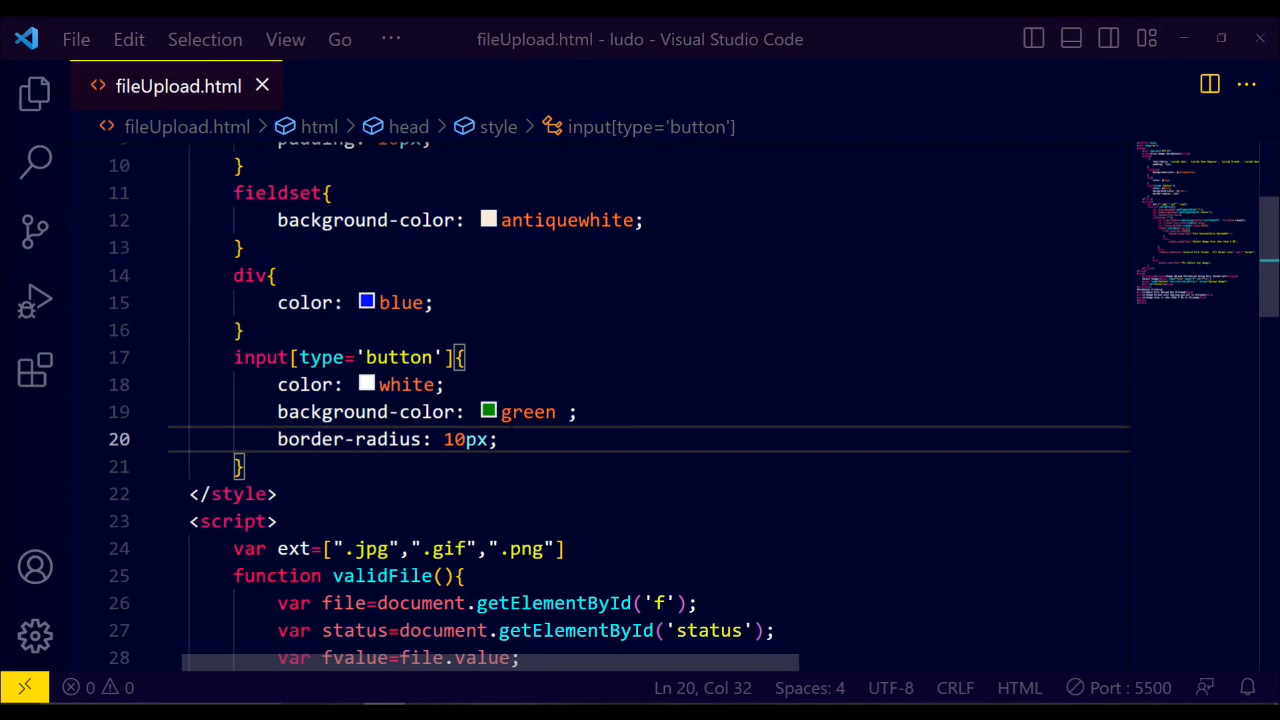 File Edit Selection View Go ··· fileUpload.html - ludo - Visual Studio Code
fileUpload.html
fileUpload.html > html > head > style > input[type='button']
padding: 10px;
10 }
11 fieldset{
12 background-color: antiquewhite;
13 }
14 div{
15 color: blue;
16 }
17 input[type='button']{
18 color: white;
19 background-color: green ;
20 border-radius: 10px;
21 }
22 </style>
23 <script>
24 var ext=[".jpg",".gif",".png"]
25 function validFile(){
26 var file=document.getElementById('f');
27 var status=document.getElementById('status');
28 var fvalue=file.value;
0 0 Ln 20, Col 32 Spaces: 4 UTF-8 CRLF HTML Port : 5500